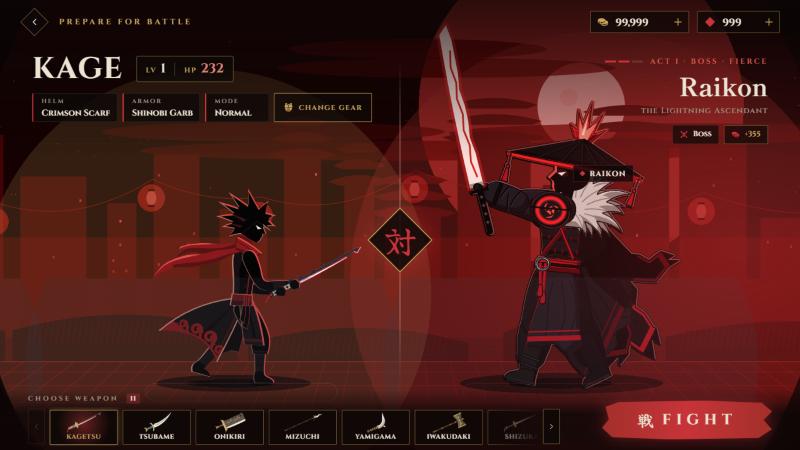 PREPARE FOR BATTLE
99,999 +
999 +
KAGE
LV 1 HP 232
ACT I · BOSS · FIERCE
Raikon
THE LIGHTNING ASCENDANT
HELM
CRIMSON SCARF
ARMOR
SHINOBI GARB
MODE
NORMAL
CHANGE GEAR
BOSS
+355
RAIKON
対
CHOOSE WEAPON 11
KAGETSU
TSUBAME
ONIKIRI
MIZUCHI
YAMIGAMA
IWAKUDAKI
戦 FIGHT